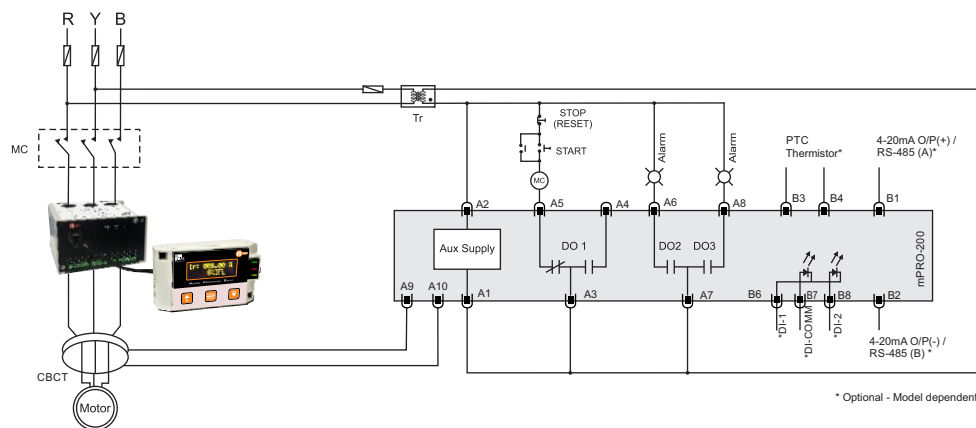 R Y B
Tr
STOP
(RESET)
START
MC
MC
Alarm
Alarm
PTC
Thermistor*
4-20mA O/P(+) /
RS-485 (A)*
A2
A5
A4
A6
A8
B3
B4
B1
Aux Supply
DO 1
DO2
DO3
mPRO-200
A9
A10
A1
A3
A7
B6
B7
B8
B2
*DI-1
*DI-COMM
*DI-2
4-20mA O/P(-) /
RS-485 (B) *
CBCT
Motor
* Optional - Model dependent